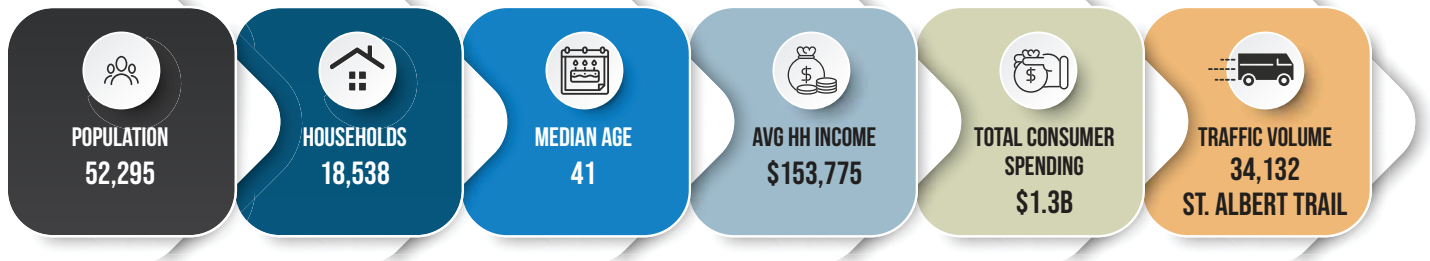 POPULATION
52,295
HOUSEHOLDS
18,538
MEDIAN AGE
41
AVG HH INCOME
$153,775
$
TOTAL CONSUMER
SPENDING
$1.3B
$
TRAFFIC VOLUME
34,132
ST. ALBERT TRAIL